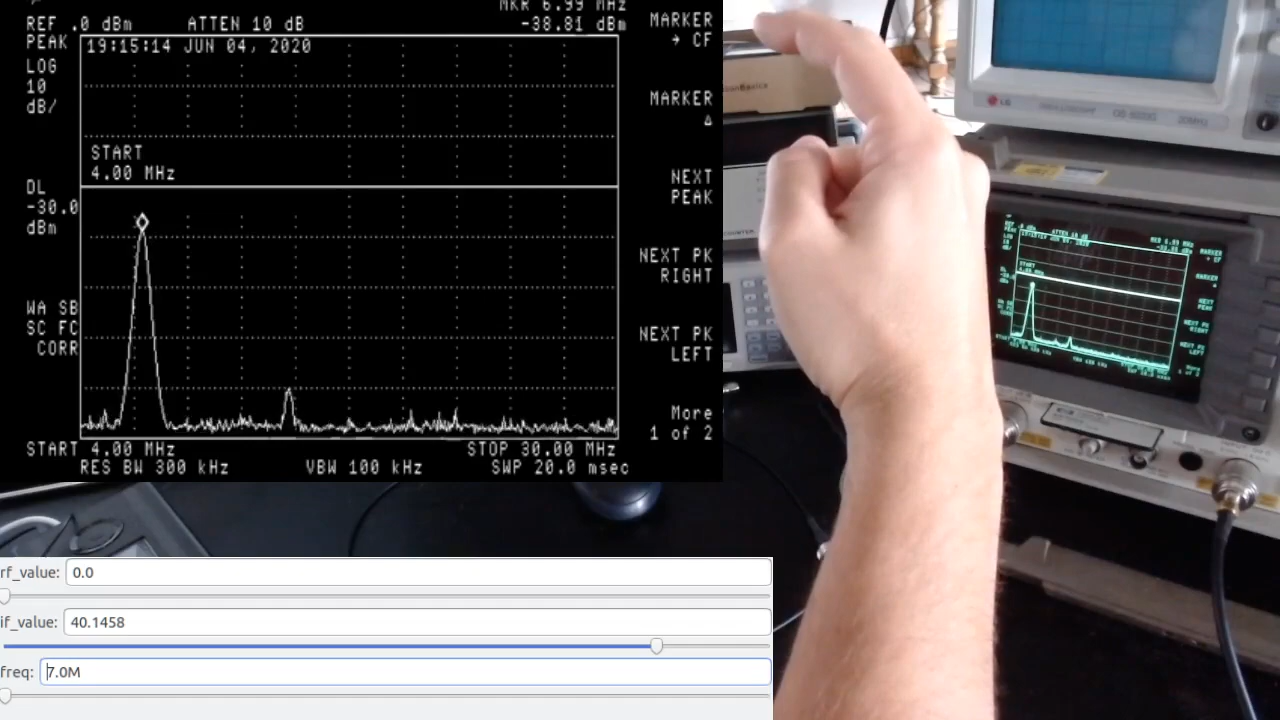 MKR 6.99 MHz
REF .0 dBm ATTEN 10 dB -38.81 dBm
PEAK
LOG
10
dB/
19:15:14 JUN 04, 2020
START
4.00 MHz
DL
-30.0
dBm
WA SB
SC FC
CORR
START 4.00 MHz STOP 30.00 MHz
RES BW 300 kHz VBW 100 kHz SWP 20.0 msec
MARKER
→ CF
MARKER
Δ
NEXT
PEAK
NEXT PK
RIGHT
NEXT PK
LEFT
More
1 of 2
rf_value: 0.0
if_value: 40.1458
freq: 7.0M
LG